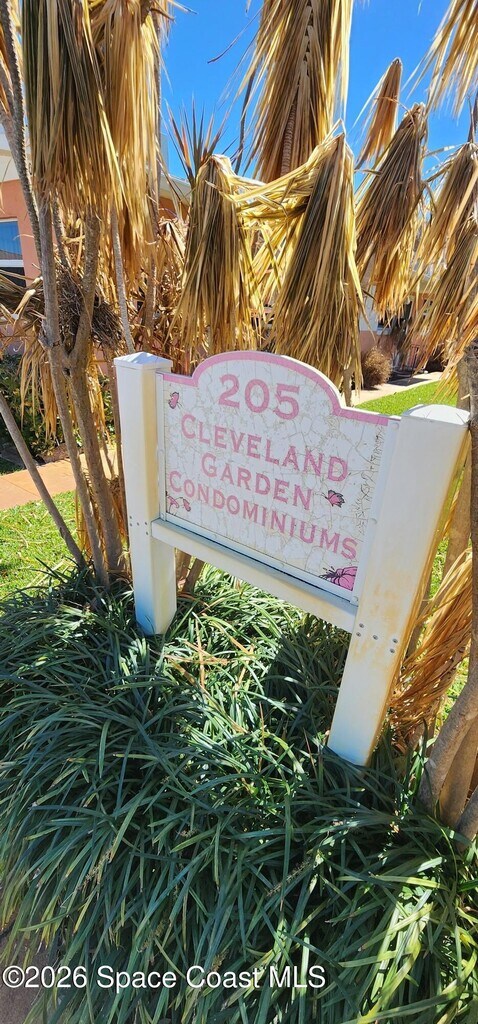 205
CLEVELAND
GARDEN
CONDOMINIUMS
©2026 Space Coast MLS